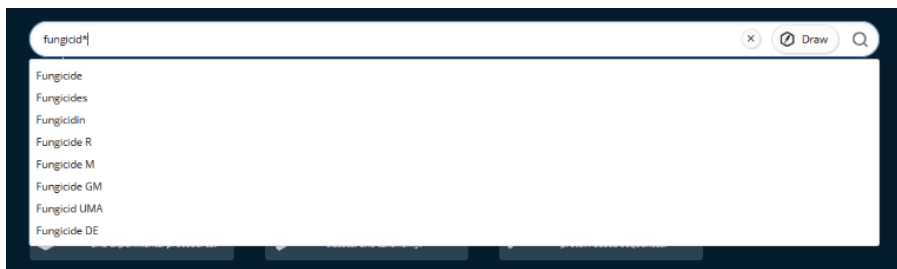 fungicid*
Draw
Fungicide
Fungicides
Fungicidin
Fungicide R
Fungicide M
Fungicide GM
Fungicid UMA
Fungicide DE